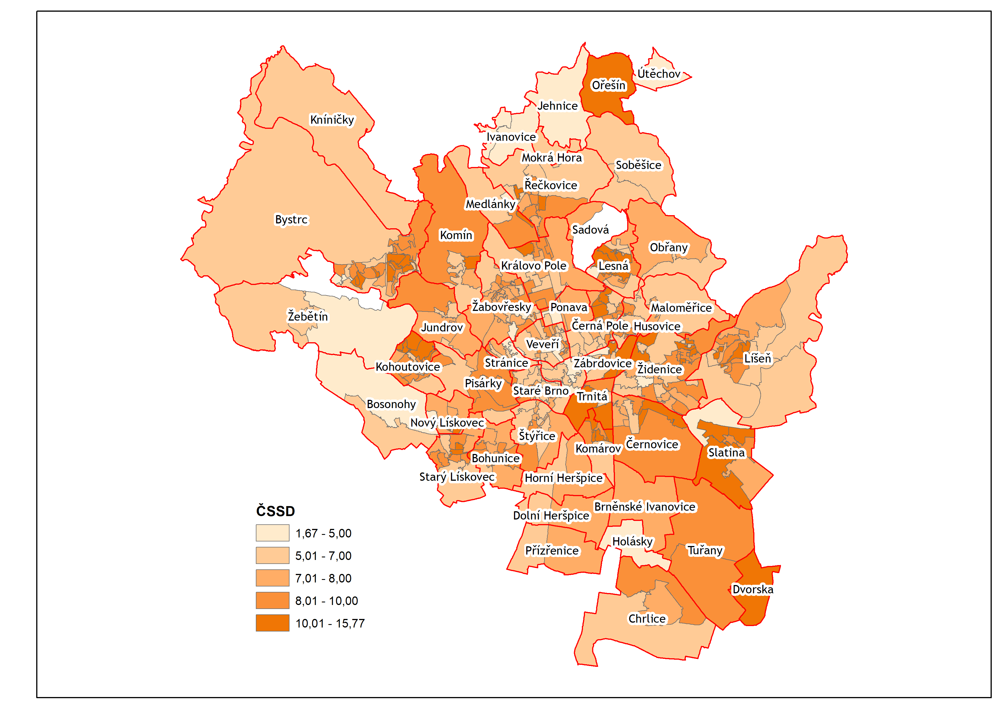 Útěchov
Ořešín
Jehnice
Kníničky
Ivanovice
Mokrá Hora
Soběšice
Řečkovice
Medlánky
Bystrc
Sadová
Komín
Obřany
Královo Pole
Lesná
Žabovřesky
Ponava
Maloměřice
Žebětín
Jundrov
Černá Pole
Husovice
Veveří
Líšeň
Stránice
Zábrdovice
Kohoutovice
Židenice
Pisárky
Staré Brno
Trnitá
Bosonohy
Nový Lískovec
Štýřice
Komárov
Černovice
Slatina
Bohunice
Starý Lískovec
Horní Heršpice
Brněnské Ivanovice
Dolní Heršpice
Holásky
Přízřenice
Tuřany
Dvorska
Chrlice
ČSSD
1,67 - 5,00
5,01 - 7,00
7,01 - 8,00
8,01 - 10,00
10,01 - 15,77